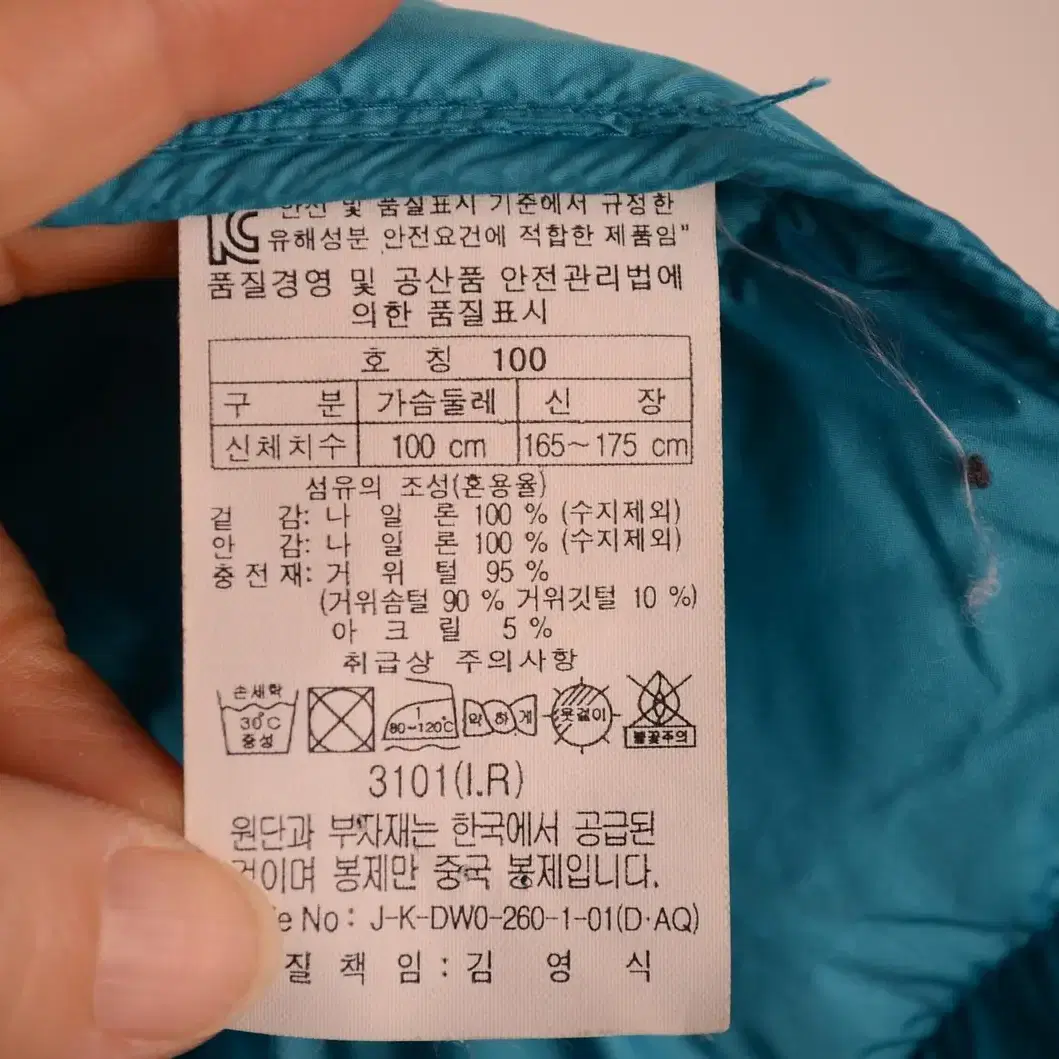 안전 및 품질표시 기준에서 규정한
유해성분 안전요건에 적합한 제품임"
품질경영 및 공산품 안전관리법에
의한 품질표시
호 칭 100
구 분 가슴둘레 신 장
신체치수 100 cm 165~175 cm
섬유의 조성(혼용율)
겉 감: 나 일 론 100 % (수지제외)
안 감: 나 일 론 100 % (수지제외)
충 전 재: 거 위 털 95 %
(거위솜털 90 % 거위깃털 10 %)
아 크 릴 5 %
취급상 주의사항
손세탁
30℃
중성
80~120℃
약하게
옷걸이
불꽃주의
3101(I.R)
원단과 부자재는 한국에서 공급된
것이며 봉제만 중국 봉제입니다.
e No: J-K-DW0-260-1-01(D·AQ)
질 책 임: 김 영 식